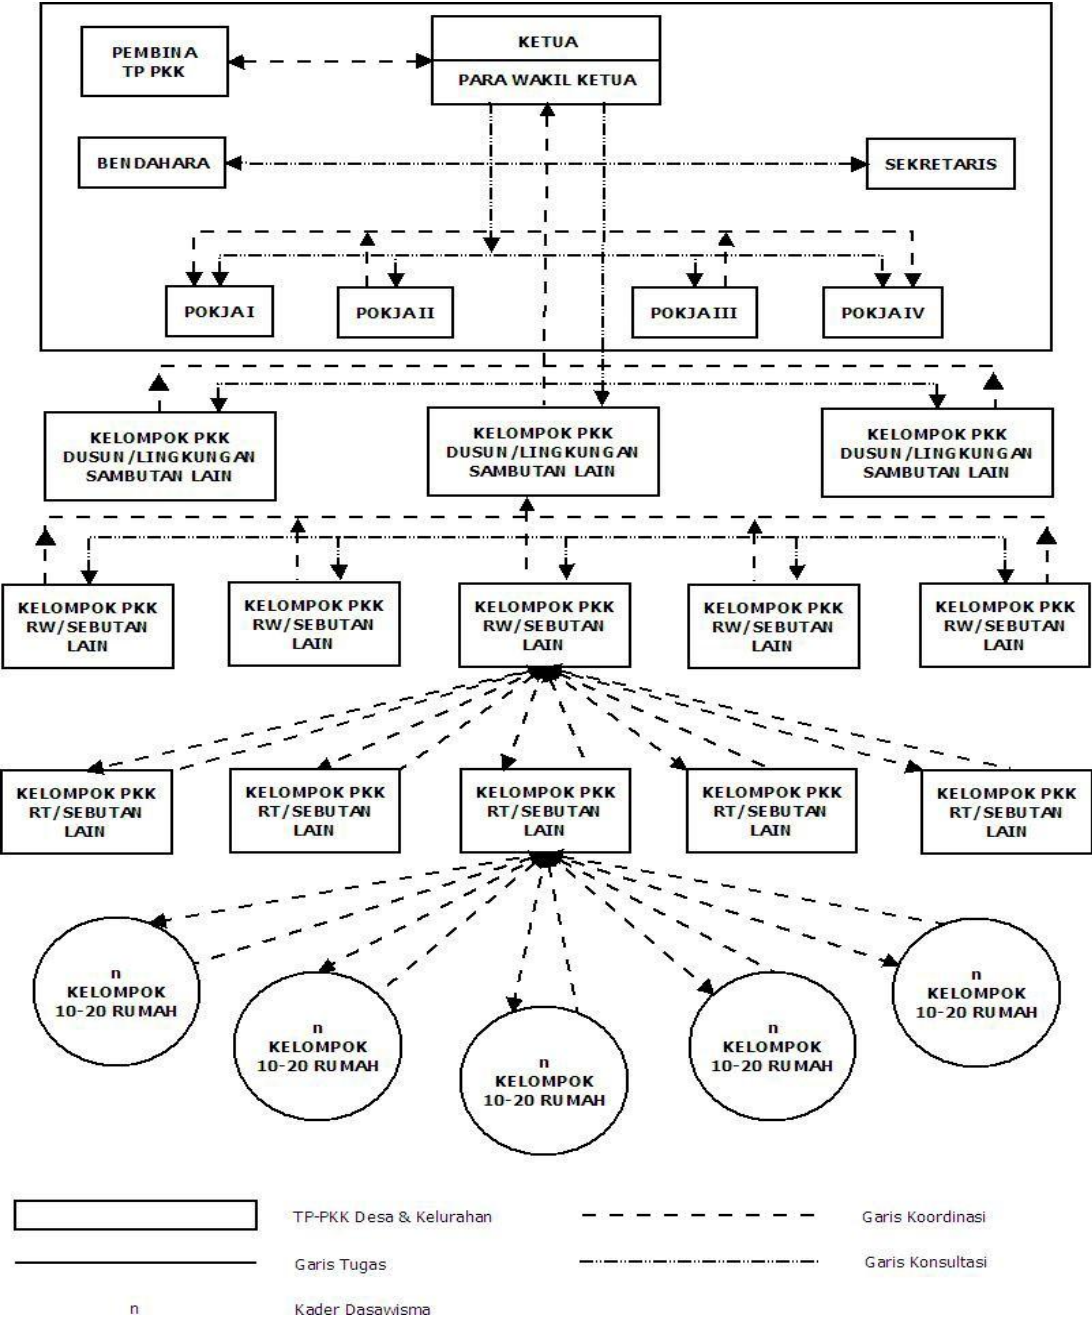 PEMBINA
TP PKK
KETUA
PARA WAKIL KETUA
BENDAHARA
SEKRETARIS
POKJA I
POKJA II
POKJA III
POKJA IV
KELOMPOK PKK
DUSUN/LINGKUNGAN
SAMBUTAN LAIN
KELOMPOK PKK
DUSUN/LINGKUNGAN
SAMBUTAN LAIN
KELOMPOK PKK
DUSUN/LINGKUNGAN
SAMBUTAN LAIN
KELOMPOK PKK
RW/SEBUTAN
LAIN
KELOMPOK PKK
RW/SEBUTAN
LAIN
KELOMPOK PKK
RW/SEBUTAN
LAIN
KELOMPOK PKK
RW/SEBUTAN
LAIN
KELOMPOK PKK
RW/SEBUTAN
LAIN
KELOMPOK PKK
RT/SEBUTAN
LAIN
KELOMPOK PKK
RT/SEBUTAN
LAIN
KELOMPOK PKK
RT/SEBUTAN
LAIN
KELOMPOK PKK
RT/SEBUTAN
LAIN
KELOMPOK PKK
RT/SEBUTAN
LAIN
n
KELOMPOK
10-20 RUMAH
n
KELOMPOK
10-20 RUMAH
n
KELOMPOK
10-20 RUMAH
n
KELOMPOK
10-20 RUMAH
n
KELOMPOK
10-20 RUMAH
TP-PKK Desa & Kelurahan
Garis Koordinasi
Garis Tugas
Garis Konsultasi
n
Kader Dasawisma